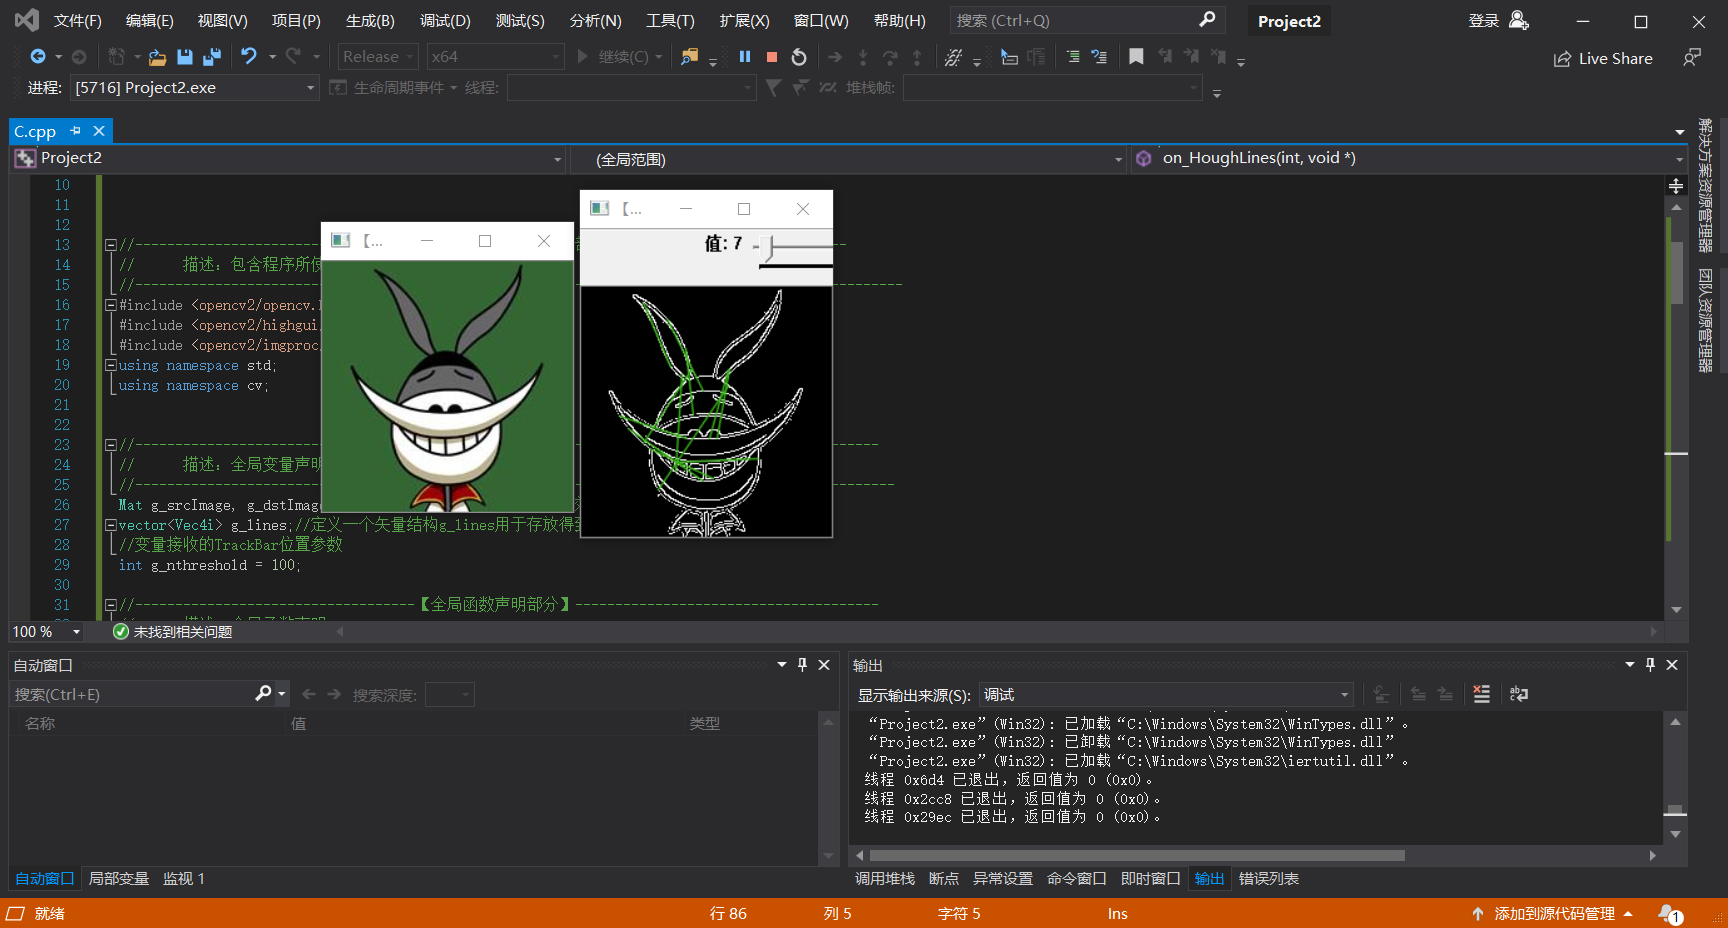 文件(F) 编辑(E) 视图(V) 项目(P) 生成(B) 调试(D) 测试(S) 分析(N) 工具(T) 扩展(X) 窗口(W) 帮助(H) 搜索 (Ctrl+Q) Project2 登录
Release x64 继续(C) Live Share
进程: [5716] Project2.exe 生命周期事件 线程: 堆栈帧:
C.cpp
Project2 (全局范围) on_HoughLines(int, void *)
解决方案资源管理器
团队资源管理器
【...
【...
值: 7
10
11
12
13 //-----------------------------------
14 // 描述：包含程序所使
15 //-----------------------------------
16 #include <opencv2/opencv.
17 #include <opencv2/highgui
18 #include <opencv2/imgproc
19 using namespace std;
20 using namespace cv;
21
22
23 //-----------------------------------
24 // 描述：全局变量声明
25 //-----------------------------------
26 Mat g_srcImage, g_dstImag
27 vector<Vec4i> g_lines;//定义一个矢量结构g_lines用于存放得到
28 //变量接收的TrackBar位置参数
29 int g_nthreshold = 100;
30
31 //-----------------------------------【全局函数声明部分】--------------------------------------
100 % 未找到相关问题
自动窗口
搜索(Ctrl+E) 搜索深度:
名称 值 类型
自动窗口 局部变量 监视 1
输出
显示输出来源(S): 调试
“Project2.exe”(Win32): 已加载“C:\Windows\System32\WinTypes.dll”。
“Project2.exe”(Win32): 已卸载“C:\Windows\System32\WinTypes.dll”
“Project2.exe”(Win32): 已加载“C:\Windows\System32\iertutil.dll”。
线程 0x6d4 已退出，返回值为 0 (0x0)。
线程 0x2cc8 已退出，返回值为 0 (0x0)。
线程 0x29ec 已退出，返回值为 0 (0x0)。
调用堆栈 断点 异常设置 命令窗口 即时窗口 输出 错误列表
就绪 行 86 列 5 字符 5 Ins 添加到源代码管理 1